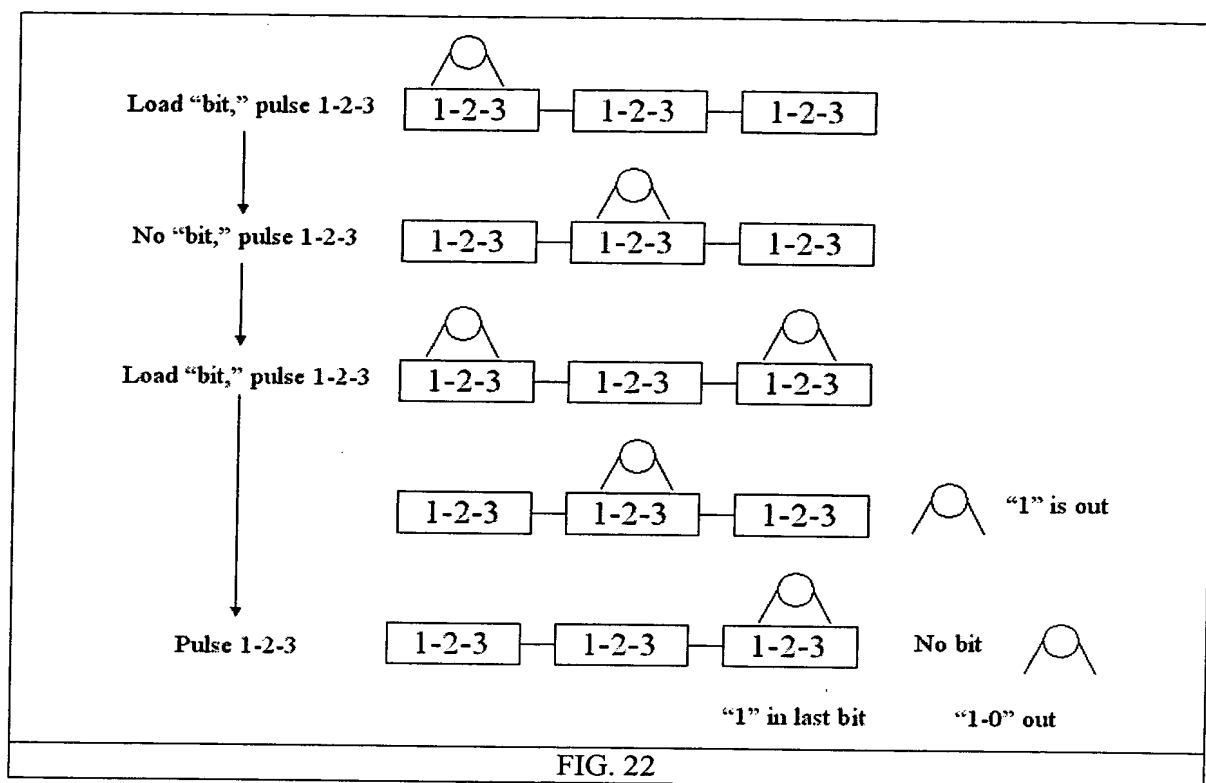 Load “bit,” pulse 1-2-3 1-2-3 1-2-3 1-2-3
No “bit,” pulse 1-2-3 1-2-3 1-2-3 1-2-3
Load “bit,” pulse 1-2-3 1-2-3 1-2-3 1-2-3
1-2-3 1-2-3 1-2-3 “1” is out
Pulse 1-2-3 1-2-3 1-2-3 1-2-3 No bit
“1” in last bit “1-0” out
FIG. 22